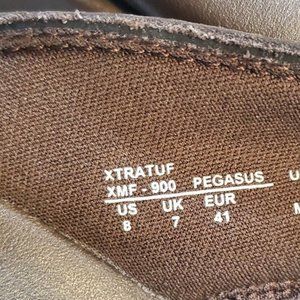 XTRATUF
XMF - 900 PEGASUS U
US UK EUR
8 7 41 M